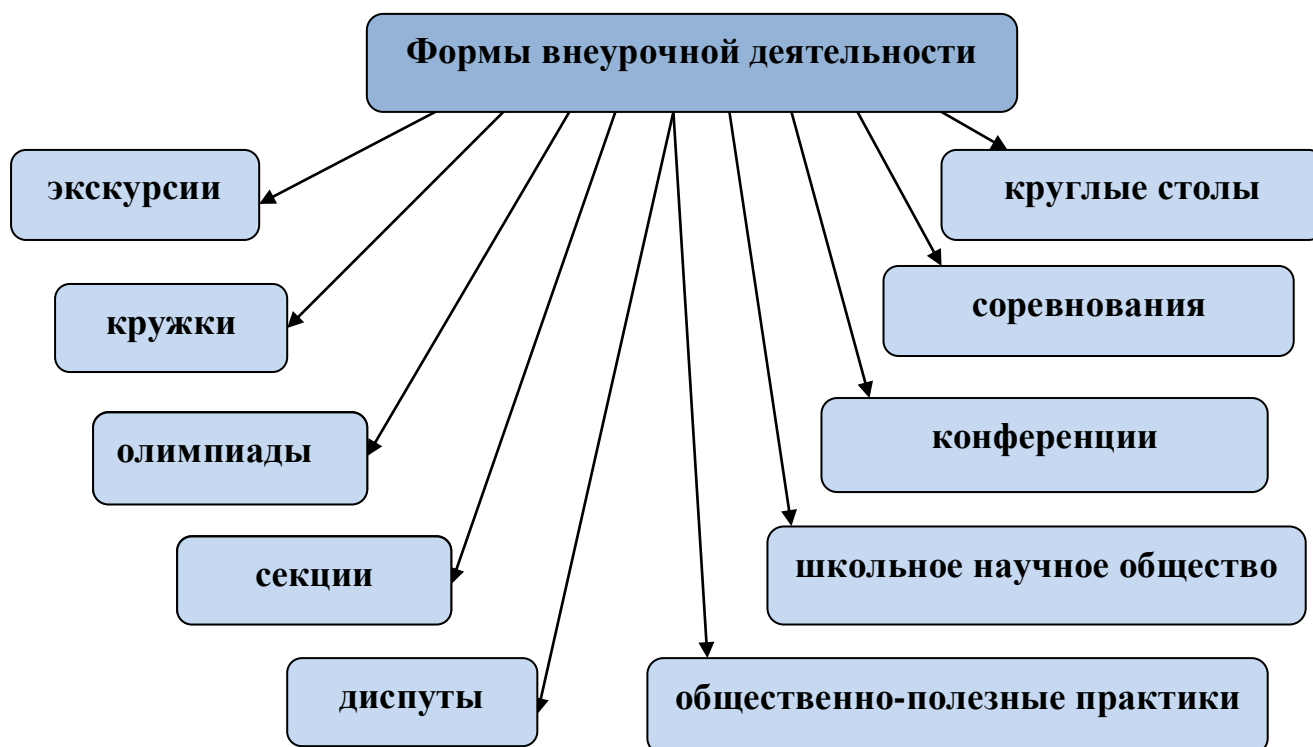 Формы внеурочной деятельности
экскурсии
круглые столы
кружки
соревнования
олимпиады
конференции
секции
школьное научное общество
диспуты
общественно-полезные практики